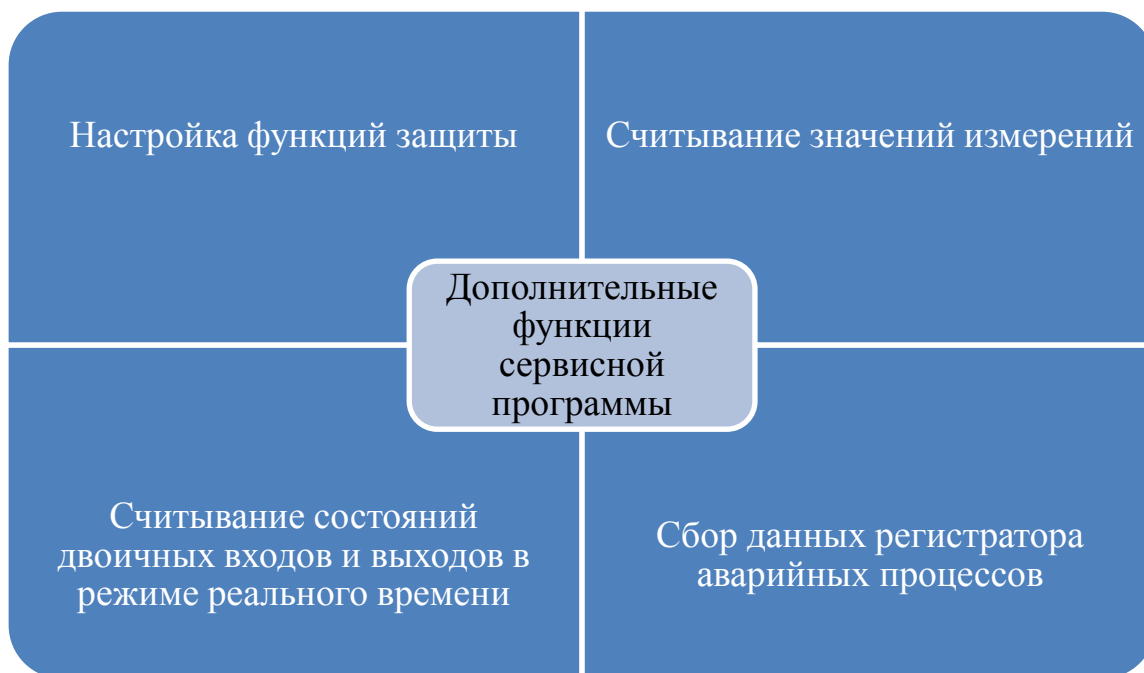 Настройка функций защиты
Считывание значений измерений
Дополнительные
функции
сервисной
программы
Считывание состояний
двоичных входов и выходов в
режиме реального времени
Сбор данных регистратора
аварийных процессов